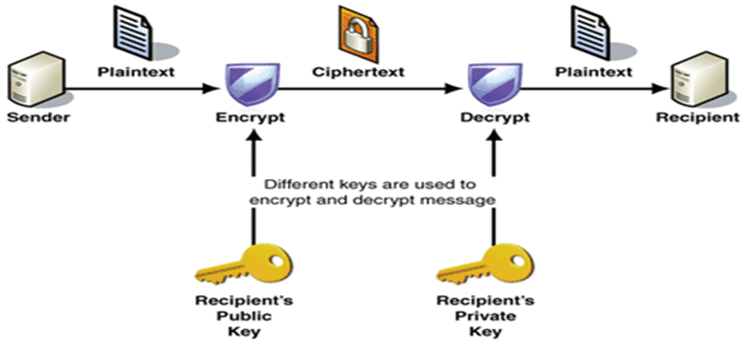 Plaintext
Ciphertext
Plaintext
Sender
Encrypt
Decrypt
Recipient
Different keys are used to
encrypt and decrypt message
Recipient's
Public
Key
Recipient's
Private
Key